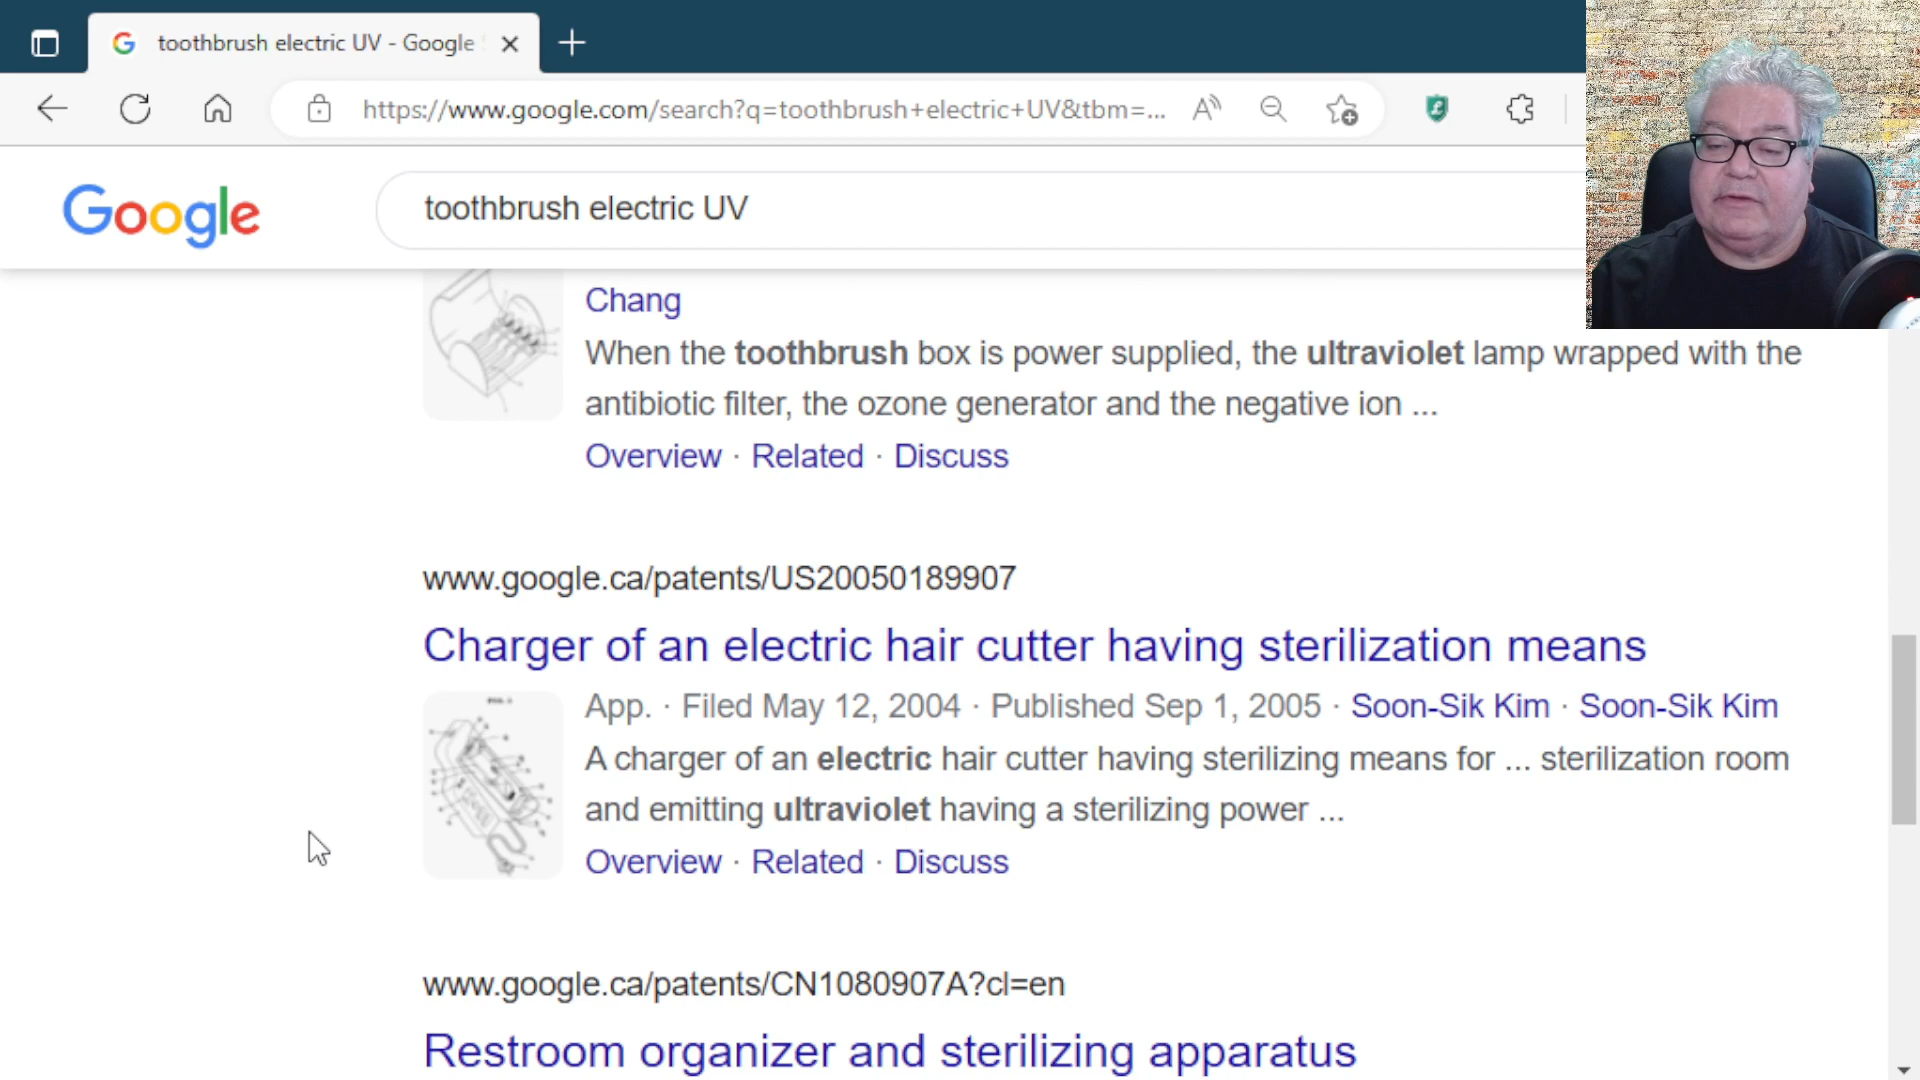 toothbrush electric UV - Google
https://www.google.com/search?q=toothbrush+electric+UV&tbm=...
Google
toothbrush electric UV
Chang
When the toothbrush box is power supplied, the ultraviolet lamp wrapped with the
antibiotic filter, the ozone generator and the negative ion ...
Overview · Related · Discuss
www.google.ca/patents/US20050189907
Charger of an electric hair cutter having sterilization means
App. · Filed May 12, 2004 · Published Sep 1, 2005 · Soon-Sik Kim · Soon-Sik Kim
A charger of an electric hair cutter having sterilizing means for ... sterilization room
and emitting ultraviolet having a sterilizing power ...
Overview · Related · Discuss
www.google.ca/patents/CN1080907A?cl=en
Restroom organizer and sterilizing apparatus